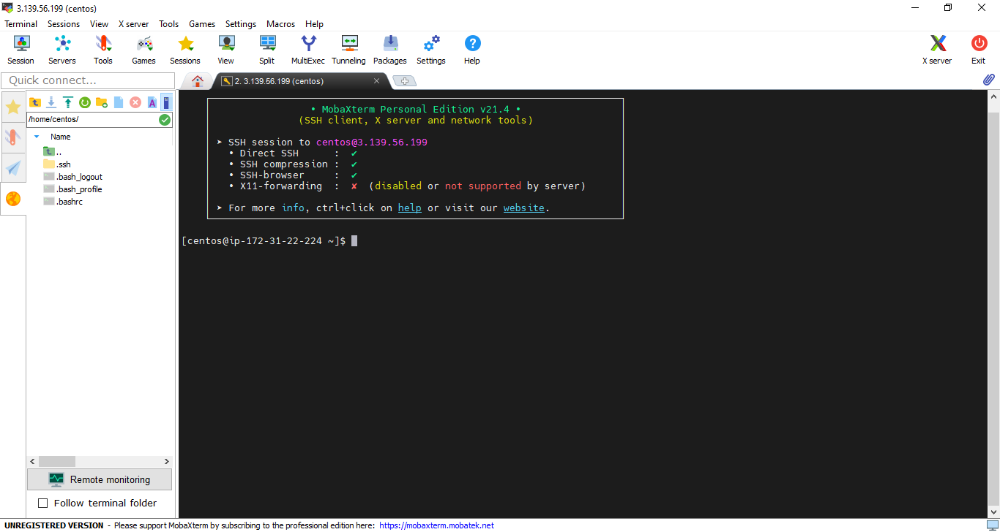 3.139.56.199 (centos)
Terminal Sessions View X server Tools Games Settings Macros Help
Session Servers Tools Games Sessions View Split MultiExec Tunneling Packages Settings Help X server Exit
Quick connect...
2. 3.139.56.199 (centos)
/home/centos/
Name
..
.ssh
.bash_logout
.bash_profile
.bashrc
• MobaXterm Personal Edition v21.4 •
(SSH client, X server and network tools)
➤ SSH session to centos@3.139.56.199
• Direct SSH : ✔
• SSH compression : ✔
• SSH-browser : ✔
• X11-forwarding : ✘ (disabled or not supported by server)
➤ For more info, ctrl+click on help or visit our website.
[centos@ip-172-31-22-224 ~]$
Remote monitoring
Follow terminal folder
UNREGISTERED VERSION - Please support MobaXterm by subscribing to the professional edition here: https://mobaxterm.mobatek.net